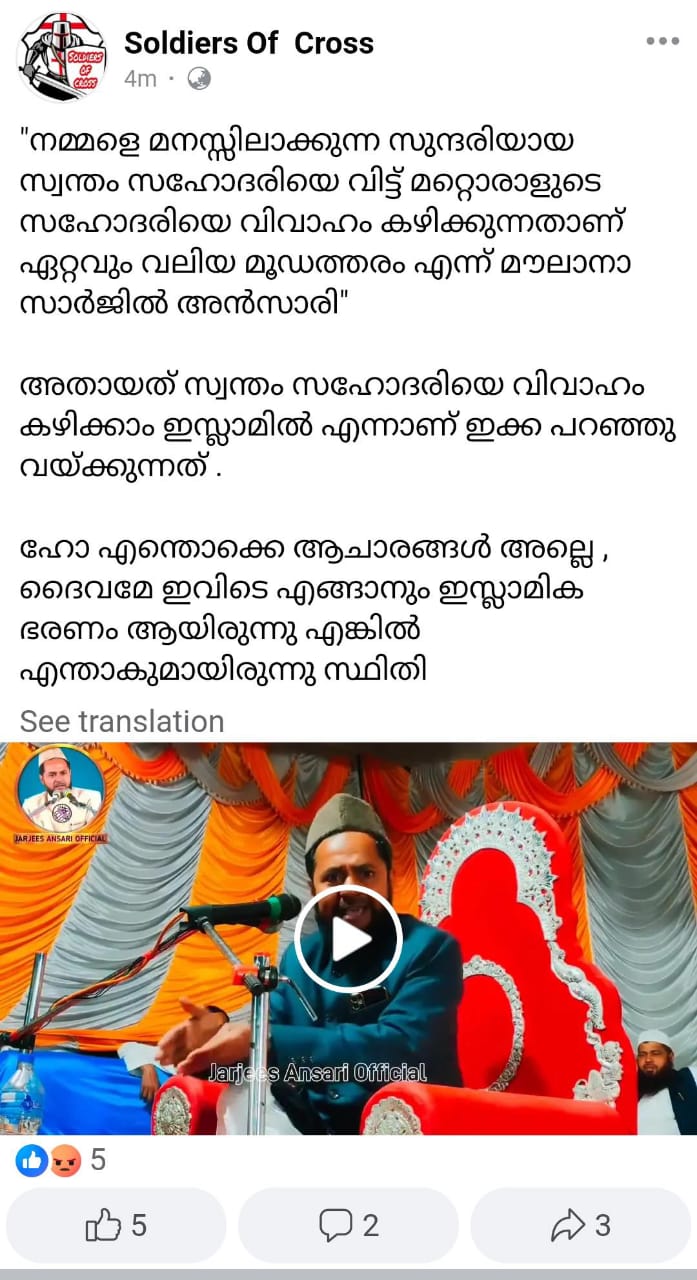 SOLDIERS
OF
CROSS
Soldiers Of Cross
4m
"നമ്മളെ മനസ്സിലാക്കുന്ന സുന്ദരിയായ
സ്വന്തം സഹോദരിയെ വിട്ട് മറ്റൊരാളുടെ
സഹോദരിയെ വിവാഹം കഴിക്കുന്നതാണ്
ഏറ്റവും വലിയ മൂഡത്തരം എന്ന് മൗലാനാ
സാർജിൽ അൻസാരി"
അതായത് സ്വന്തം സഹോദരിയെ വിവാഹം
കഴിക്കാം ഇസ്ലാമിൽ എന്നാണ് ഇക്ക പറഞ്ഞു
വയ്ക്കുന്നത് .
ഹോ എന്തൊക്കെ ആചാരങ്ങൾ അല്ലെ ,
ദൈവമേ ഇവിടെ എങ്ങാനും ഇസ്ലാമിക
ഭരണം ആയിരുന്നു എങ്കിൽ
എന്താകുമായിരുന്നു സ്ഥിതി
See translation
JARJEES ANSARI OFFICIAL
Jarjees Ansari Official
5
5
2
3